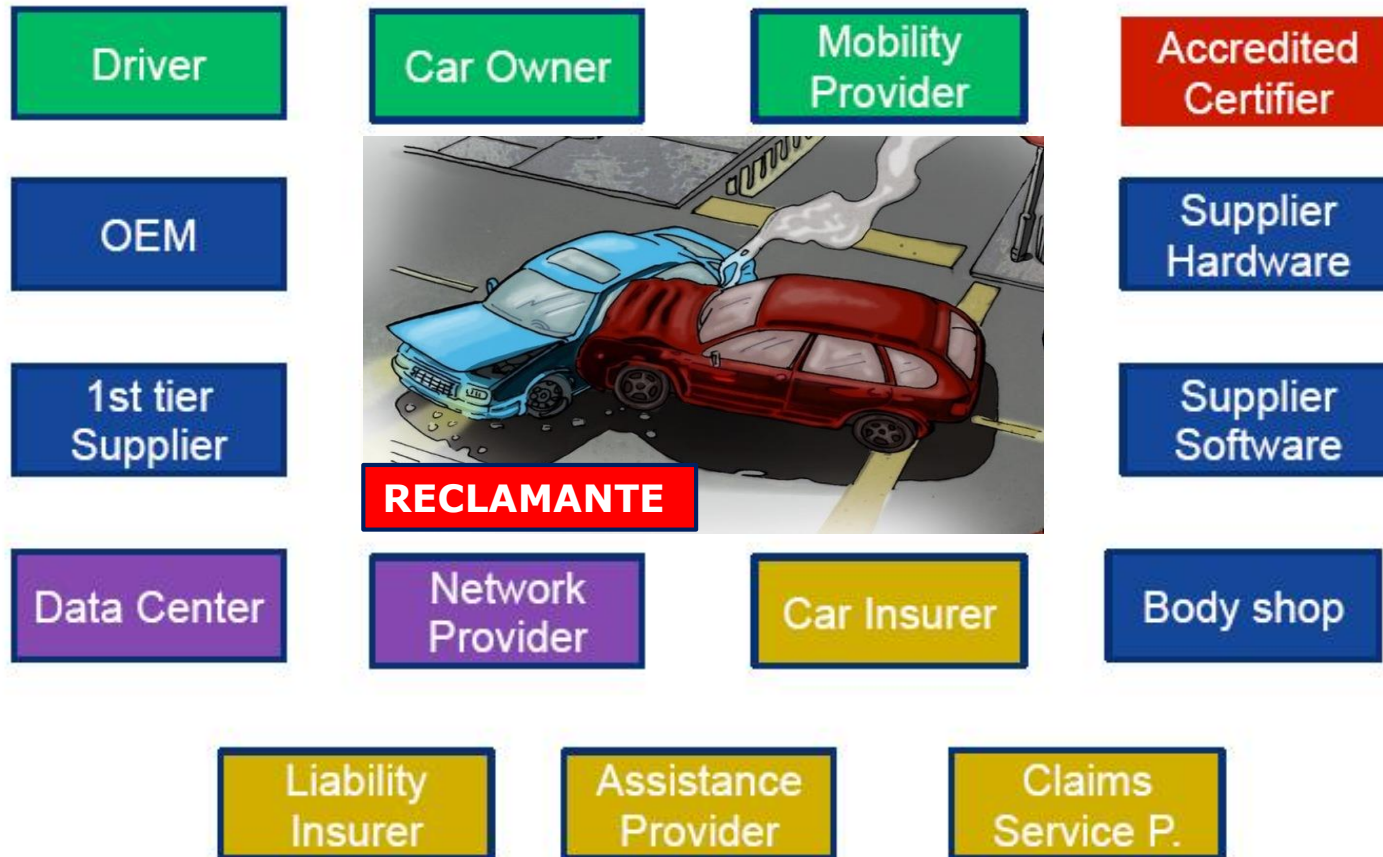 Driver
Car Owner
Mobility
Provider
Accredited
Certifier
OEM
Supplier
Hardware
1st tier
Supplier
Supplier
Software
RECLAMANTE
Data Center
Network
Provider
Car Insurer
Body shop
Liability
Insurer
Assistance
Provider
Claims
Service P.